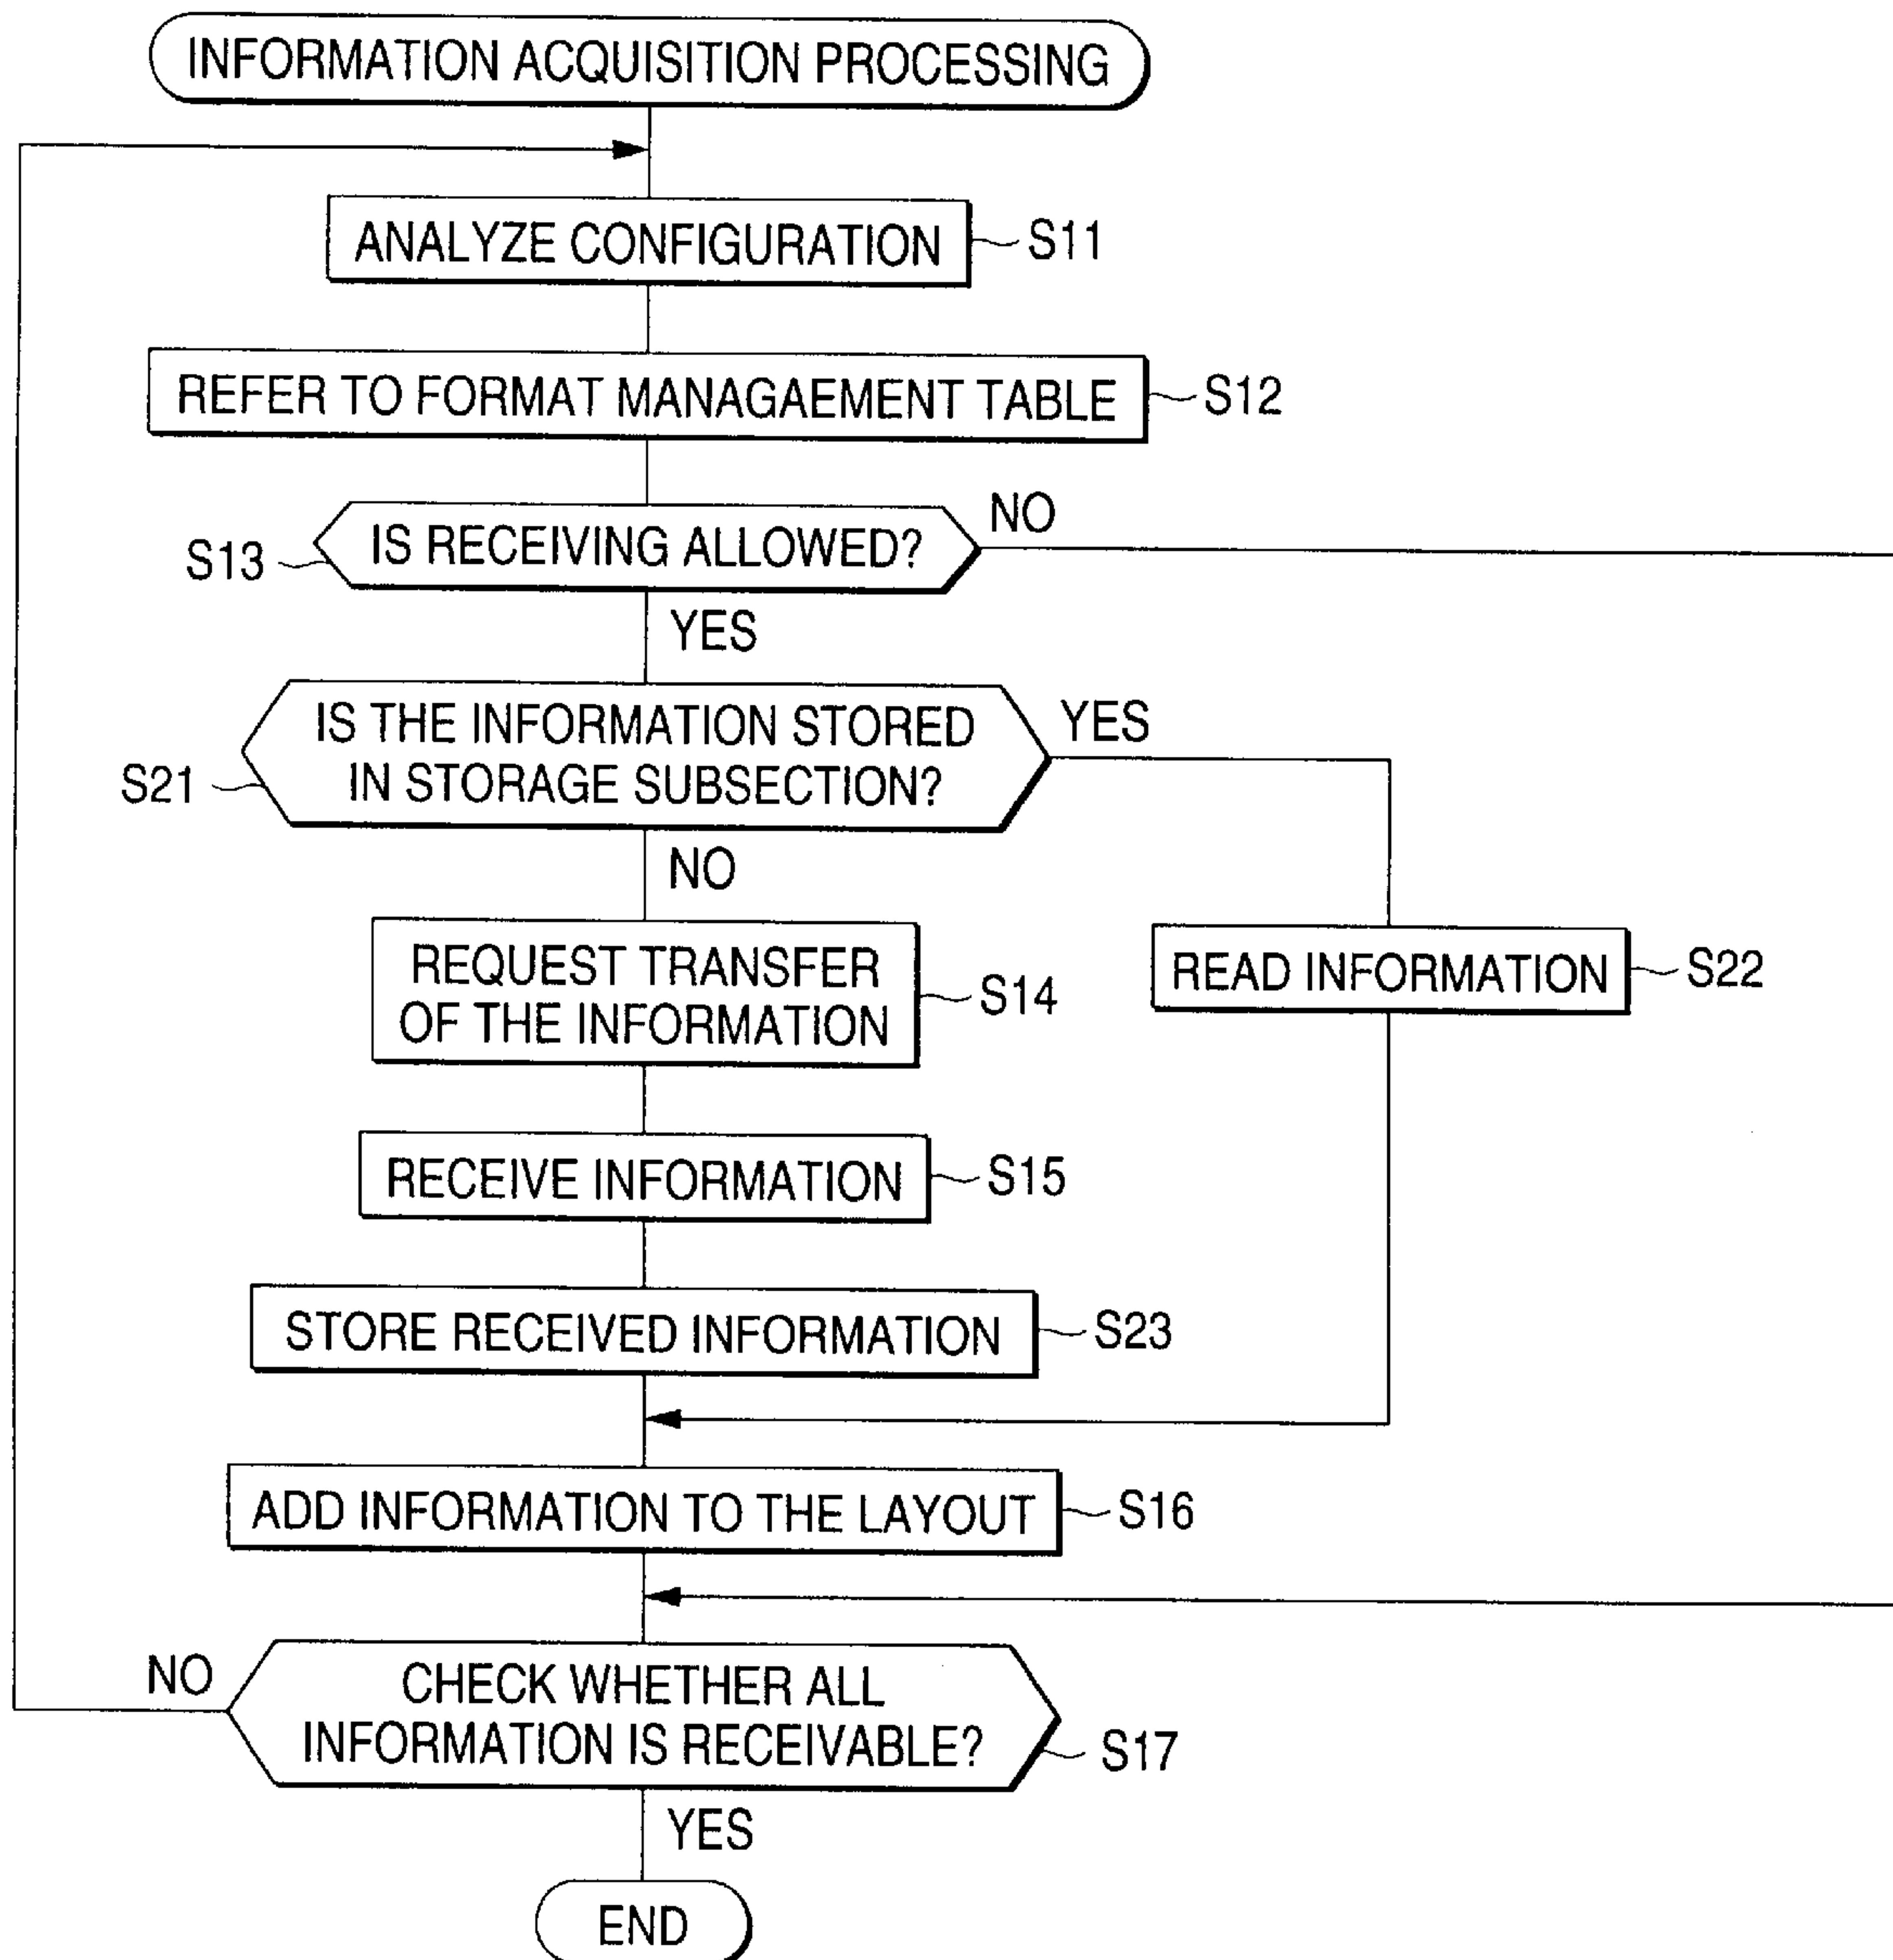 INFORMATION ACQUISITION PROCESSING
ANALYZE CONFIGURATION
S11
REFER TO FORMAT MANAGAEMENT TABLE
S12
IS RECEIVING ALLOWED?
NO
S13
YES
IS THE INFORMATION STORED
IN STORAGE SUBSECTION?
YES
S21
NO
REQUEST TRANSFER
OF THE INFORMATION
S14
READ INFORMATION
S22
RECEIVE INFORMATION
S15
STORE RECEIVED INFORMATION
S23
ADD INFORMATION TO THE LAYOUT
S16
NO
CHECK WHETHER ALL
INFORMATION IS RECEIVABLE?
S17
YES
END